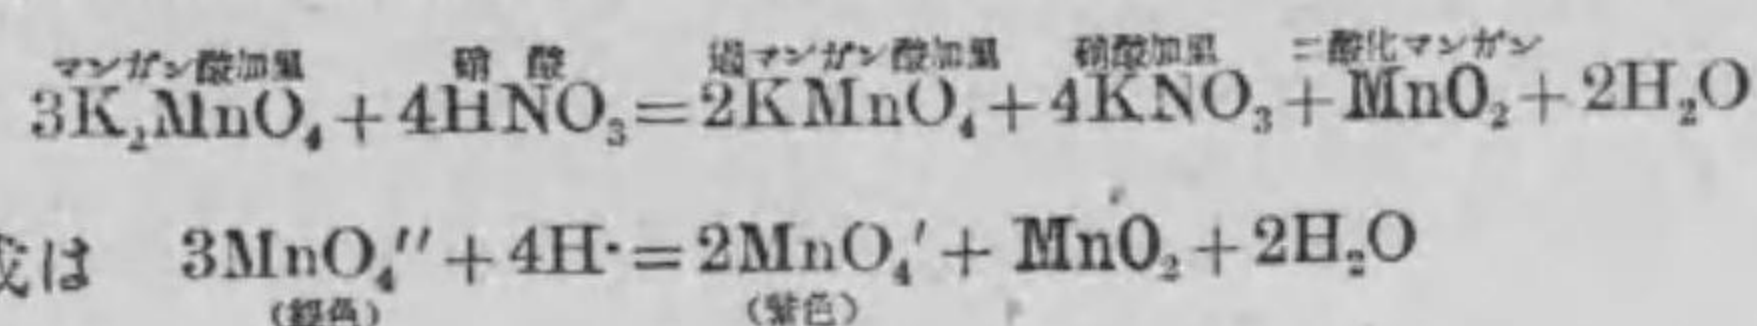 マンガン酸加里 硝酸 過マンガン酸加里 硝酸加里 二酸化マンガン
3K₂MnO₄+4HNO₃=2KMnO₄+4KNO₃+MnO₂+2H₂O
或は 3MnO₄′′+4H·=2MnO₄′+MnO₂+2H₂O
(綠色) (紫色)